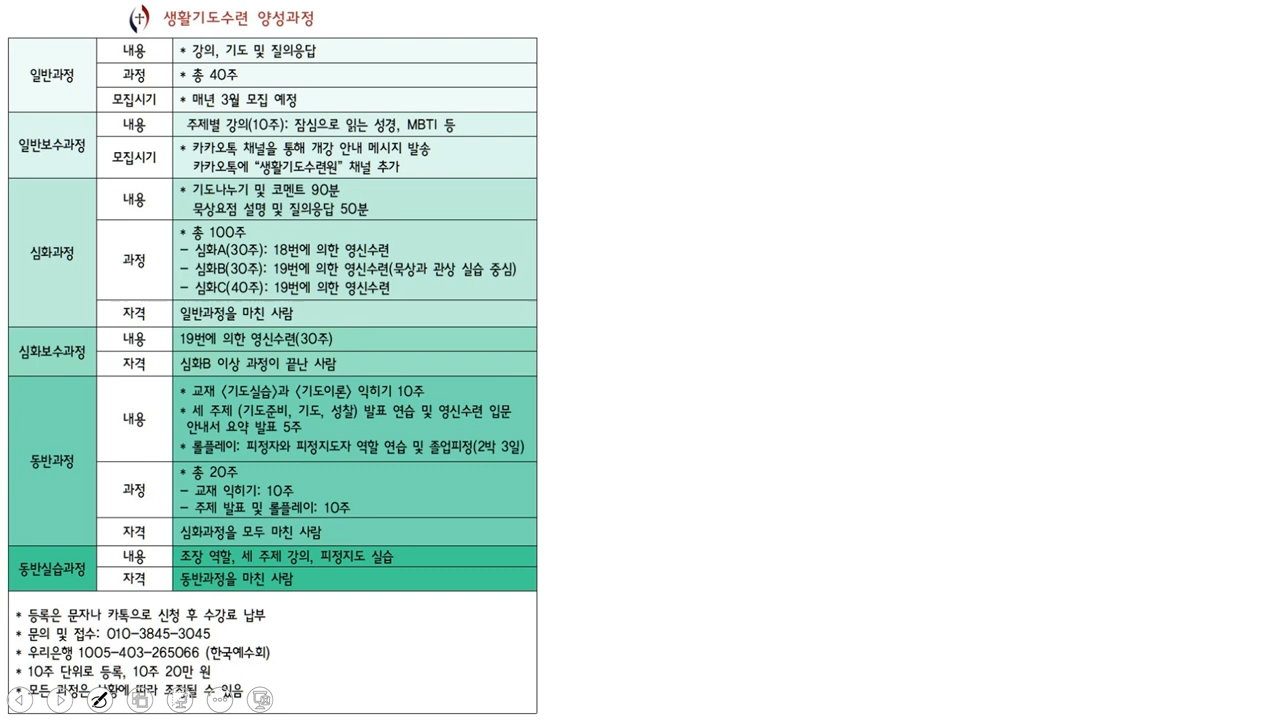 생활기도수련 양성과정
일반과정
내용
* 강의, 기도 및 질의응답
과정
* 총 40주
모집시기
* 매년 3월 모집 예정
일반보수과정
내용
주제별 강의(10주): 잠심으로 읽는 성경, MBTI 등
모집시기
* 카카오톡 채널을 통해 개강 안내 메시지 발송
카카오톡에 “생활기도수련원” 채널 추가
심화과정
내용
* 기도나누기 및 코멘트 90분
묵상요점 설명 및 질의응답 50분
과정
* 총 100주
- 심화A(30주): 18번에 의한 영신수련
- 심화B(30주): 19번에 의한 영신수련(묵상과 관상 실습 중심)
- 심화C(40주): 19번에 의한 영신수련
자격
일반과정을 마친 사람
심화보수과정
내용
19번에 의한 영신수련(30주)
자격
심화B 이상 과정이 끝난 사람
동반과정
내용
* 교재 〈기도실습〉과 〈기도이론〉 익히기 10주
* 세 주제 (기도준비, 기도, 성찰) 발표 연습 및 영신수련 입문
안내서 요약 발표 5주
* 롤플레이: 피정자와 피정지도자 역할 연습 및 졸업피정(2박 3일)
과정
* 총 20주
- 교재 익히기: 10주
- 주제 발표 및 롤플레이: 10주
자격
심화과정을 모두 마친 사람
동반실습과정
내용
조장 역할, 세 주제 강의, 피정지도 실습
자격
동반과정을 마친 사람
* 등록은 문자나 카톡으로 신청 후 수강료 납부
* 문의 및 접수: 010-3845-3045
* 우리은행 1005-403-265066 (한국예수회)
* 10주 단위로 등록, 10주 20만 원
* 모든 과정은 상황에 따라 조정될 수 있음